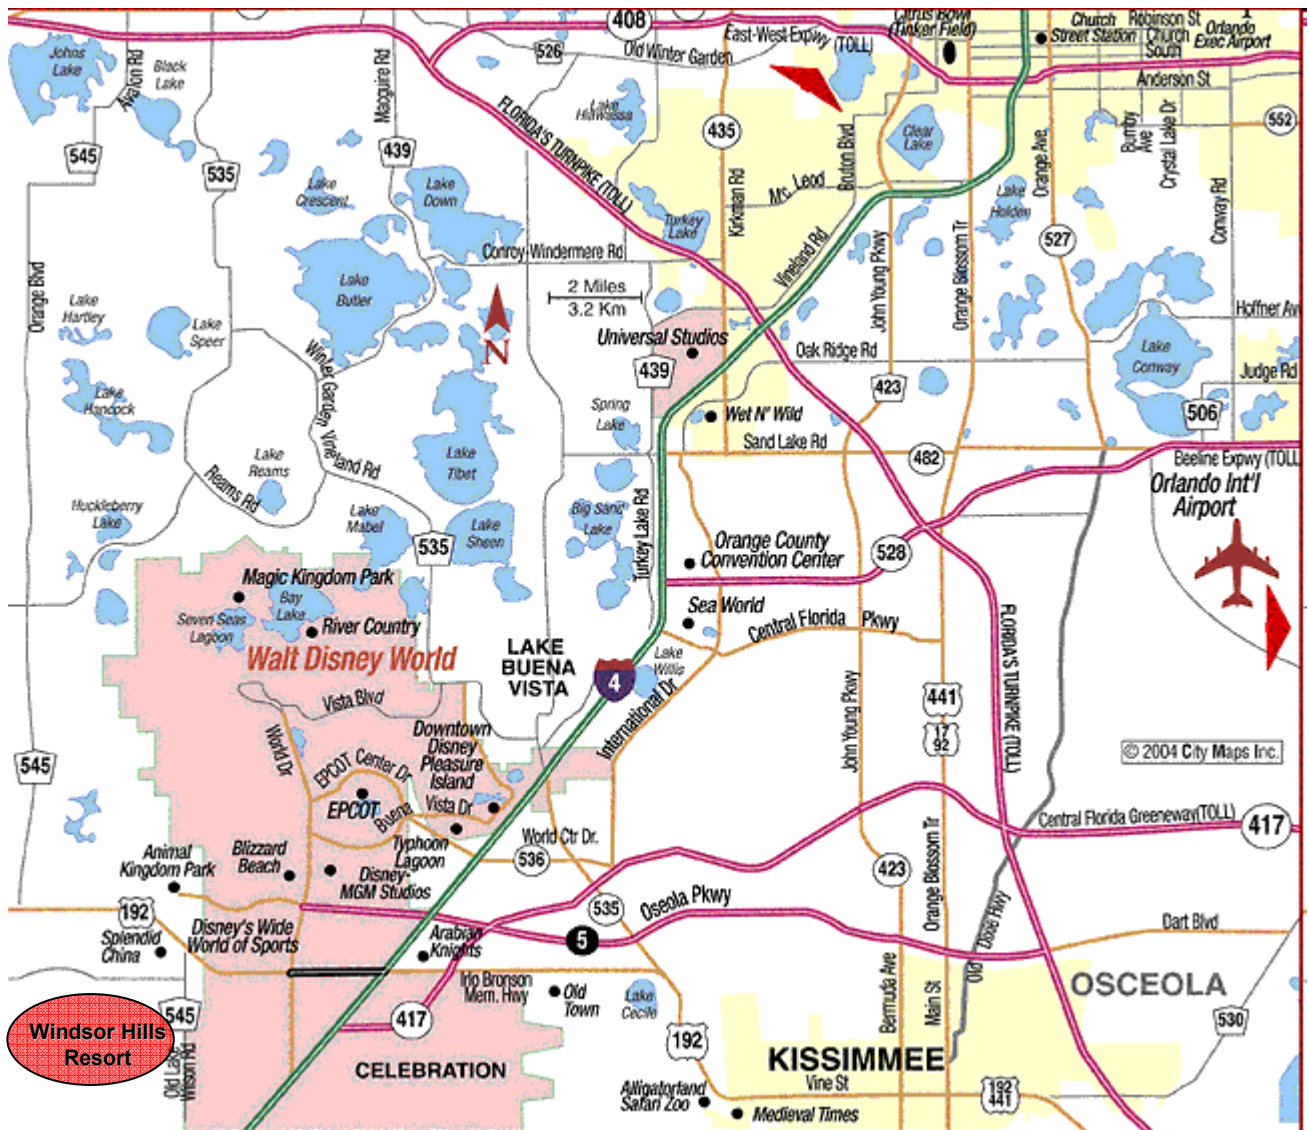 408
Citrus Bowl
(Tinker Field)
Church
Street Station
Robinson St
Church
South
Orlando
Exec Airport
East-West Expwy (TOLL)
526
Old Winter Garden
Anderson St
Johns
Lake
Avalon Rd
Black
Lake
Maguire Rd
FLORIDA'S TURNPIKE (TOLL)
Lake
Hiawassa
435
Bruton Blvd
Clear
Lake
Orange Ave
Bumby
Ave
Crystal Lake Dr
552
545
535
439
Lake
Crescent
Lake
Down
Kirkman Rd
Mc. Leod
Lake
Holden
Conway Rd
Turkey
Lake
Conroy-Windermere Rd
Vineland Rd
John Young Pkwy
Orange Blossom Tr
527
Orange Blvd
Lake
Hartley
Lake
Speer
Lake
Butler
2 Miles
3.2 Km
N
Universal Studios
439
Oak Ridge Rd
Hoffner Av
Lake
Conway
Judge Rd
Winter Garden Vineland Rd
Lake
Hancock
Spring
Lake
Wet N' Wild
423
506
Sand Lake Rd
482
Beeline Expwy (TOLL
Orlando Int'l
Airport
Lake
Reams
Reams Rd
Lake
Tibet
Huckleberry
Lake
Lake
Mabel
535
Lake
Sheen
Big Sand
Lake
Turkey Lake Rd
Orange County
Convention Center
528
Magic Kingdom Park
Bay
Lake
Seven Seas
Lagoon
River Country
Walt Disney World
Sea World
Central Florida Pkwy
FLORIDA'S TURNPIKE (TOLL)
LAKE
BUENA
VISTA
4
Lake
Willis
International Dr
441
17
92
John Young Pkwy
Vista Blvd
World Dr
Downtown
Disney
Pleasure
Island
© 2004 City Maps Inc.
545
EPCOT Center Dr
EPCOT
Buena
Vista Dr
Typhoon
Lagoon
World Ctr Dr.
536
Central Florida Greeneway(TOLL)
417
Animal
Kingdom Park
Blizzard
Beach
Disney-
MGM Studios
535
Oseola Pkwy
423
Orange Blossom Tr
Old Dixie Hwy
Dart Blvd
192
Splendid
China
Disney's Wide
World of Sports
Arabian
Knights
5
Irlo Bronson
Mem. Hwy
Old
Town
Lake
Cecile
Bermuda Ave
Main St
OSCEOLA
530
Windsor Hills
Resort
545
Old Lake
Wilson Rd
417
192
CELEBRATION
KISSIMMEE
Vine St
192
441
Alligatorland
Safari Zoo
Medieval Times